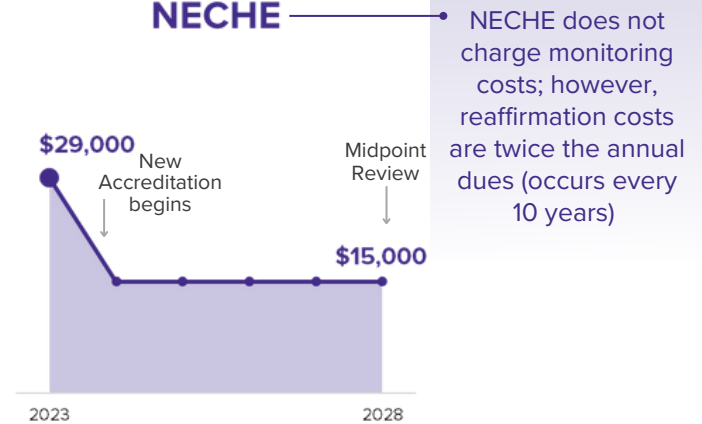 NECHE
NECHE does not
charge monitoring
costs; however,
reaffirmation costs
are twice the annual
dues (occurs every
10 years)
$29,000
New
Accreditation
begins
Midpoint
Review
$15,000
2023
2028